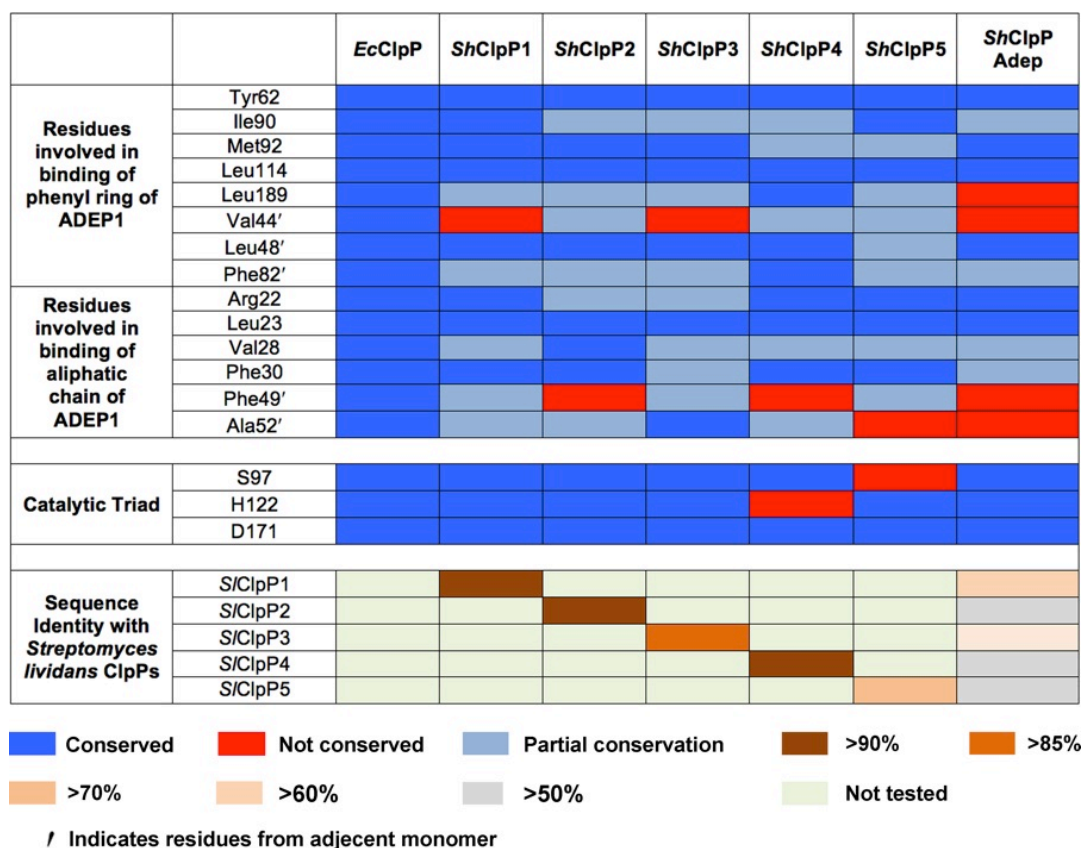 EcClpP ShClpP1 ShClpP2 ShClpP3 ShClpP4 ShClpP5 ShClpP
Adep
Residues
involved in
binding of
phenyl ring of
ADEP1
Tyr62
Ile90
Met92
Leu114
Leu189
Val44′
Leu48′
Phe82′
Residues
involved in
binding of
aliphatic
chain of
ADEP1
Arg22
Leu23
Val28
Phe30
Phe49′
Ala52′
Catalytic Triad
S97
H122
D171
Sequence
Identity with
Streptomyces
lividans ClpPs
SlClpP1
SlClpP2
SlClpP3
SlClpP4
SlClpP5
Conserved Not conserved Partial conservation >90% >85%
>70% >60% >50% Not tested
′ Indicates residues from adjecent monomer